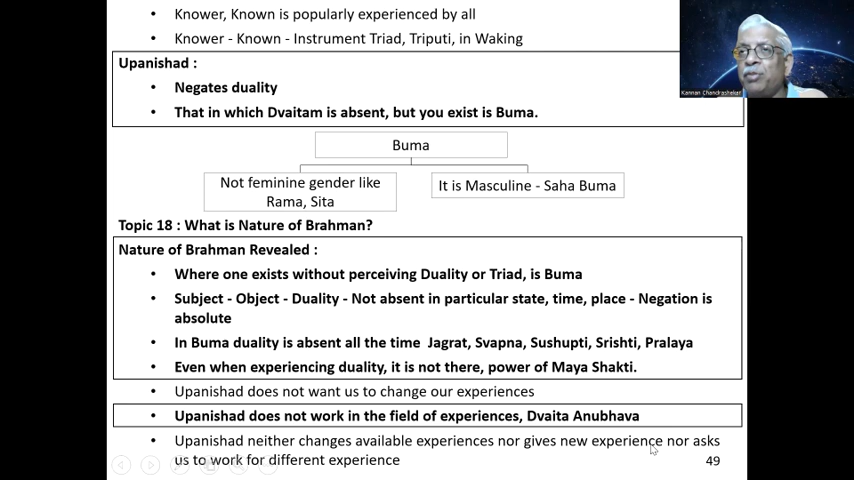 • Knower, Known is popularly experienced by all
• Knower - Known - Instrument Triad, Triputi, in Waking
Kannan Chandrashekar
Upanishad :
• Negates duality
• That in which Dvaitam is absent, but you exist is Buma.
Buma
Not feminine gender like
Rama, Sita
It is Masculine - Saha Buma
Topic 18 : What is Nature of Brahman?
Nature of Brahman Revealed :
• Where one exists without perceiving Duality or Triad, is Buma
• Subject - Object - Duality - Not absent in particular state, time, place - Negation is
absolute
• In Buma duality is absent all the time Jagrat, Svapna, Sushupti, Srishti, Pralaya
• Even when experiencing duality, it is not there, power of Maya Shakti.
• Upanishad does not want us to change our experiences
• Upanishad does not work in the field of experiences, Dvaita Anubhava
• Upanishad neither changes available experiences nor gives new experience nor asks
us to work for different experience
49